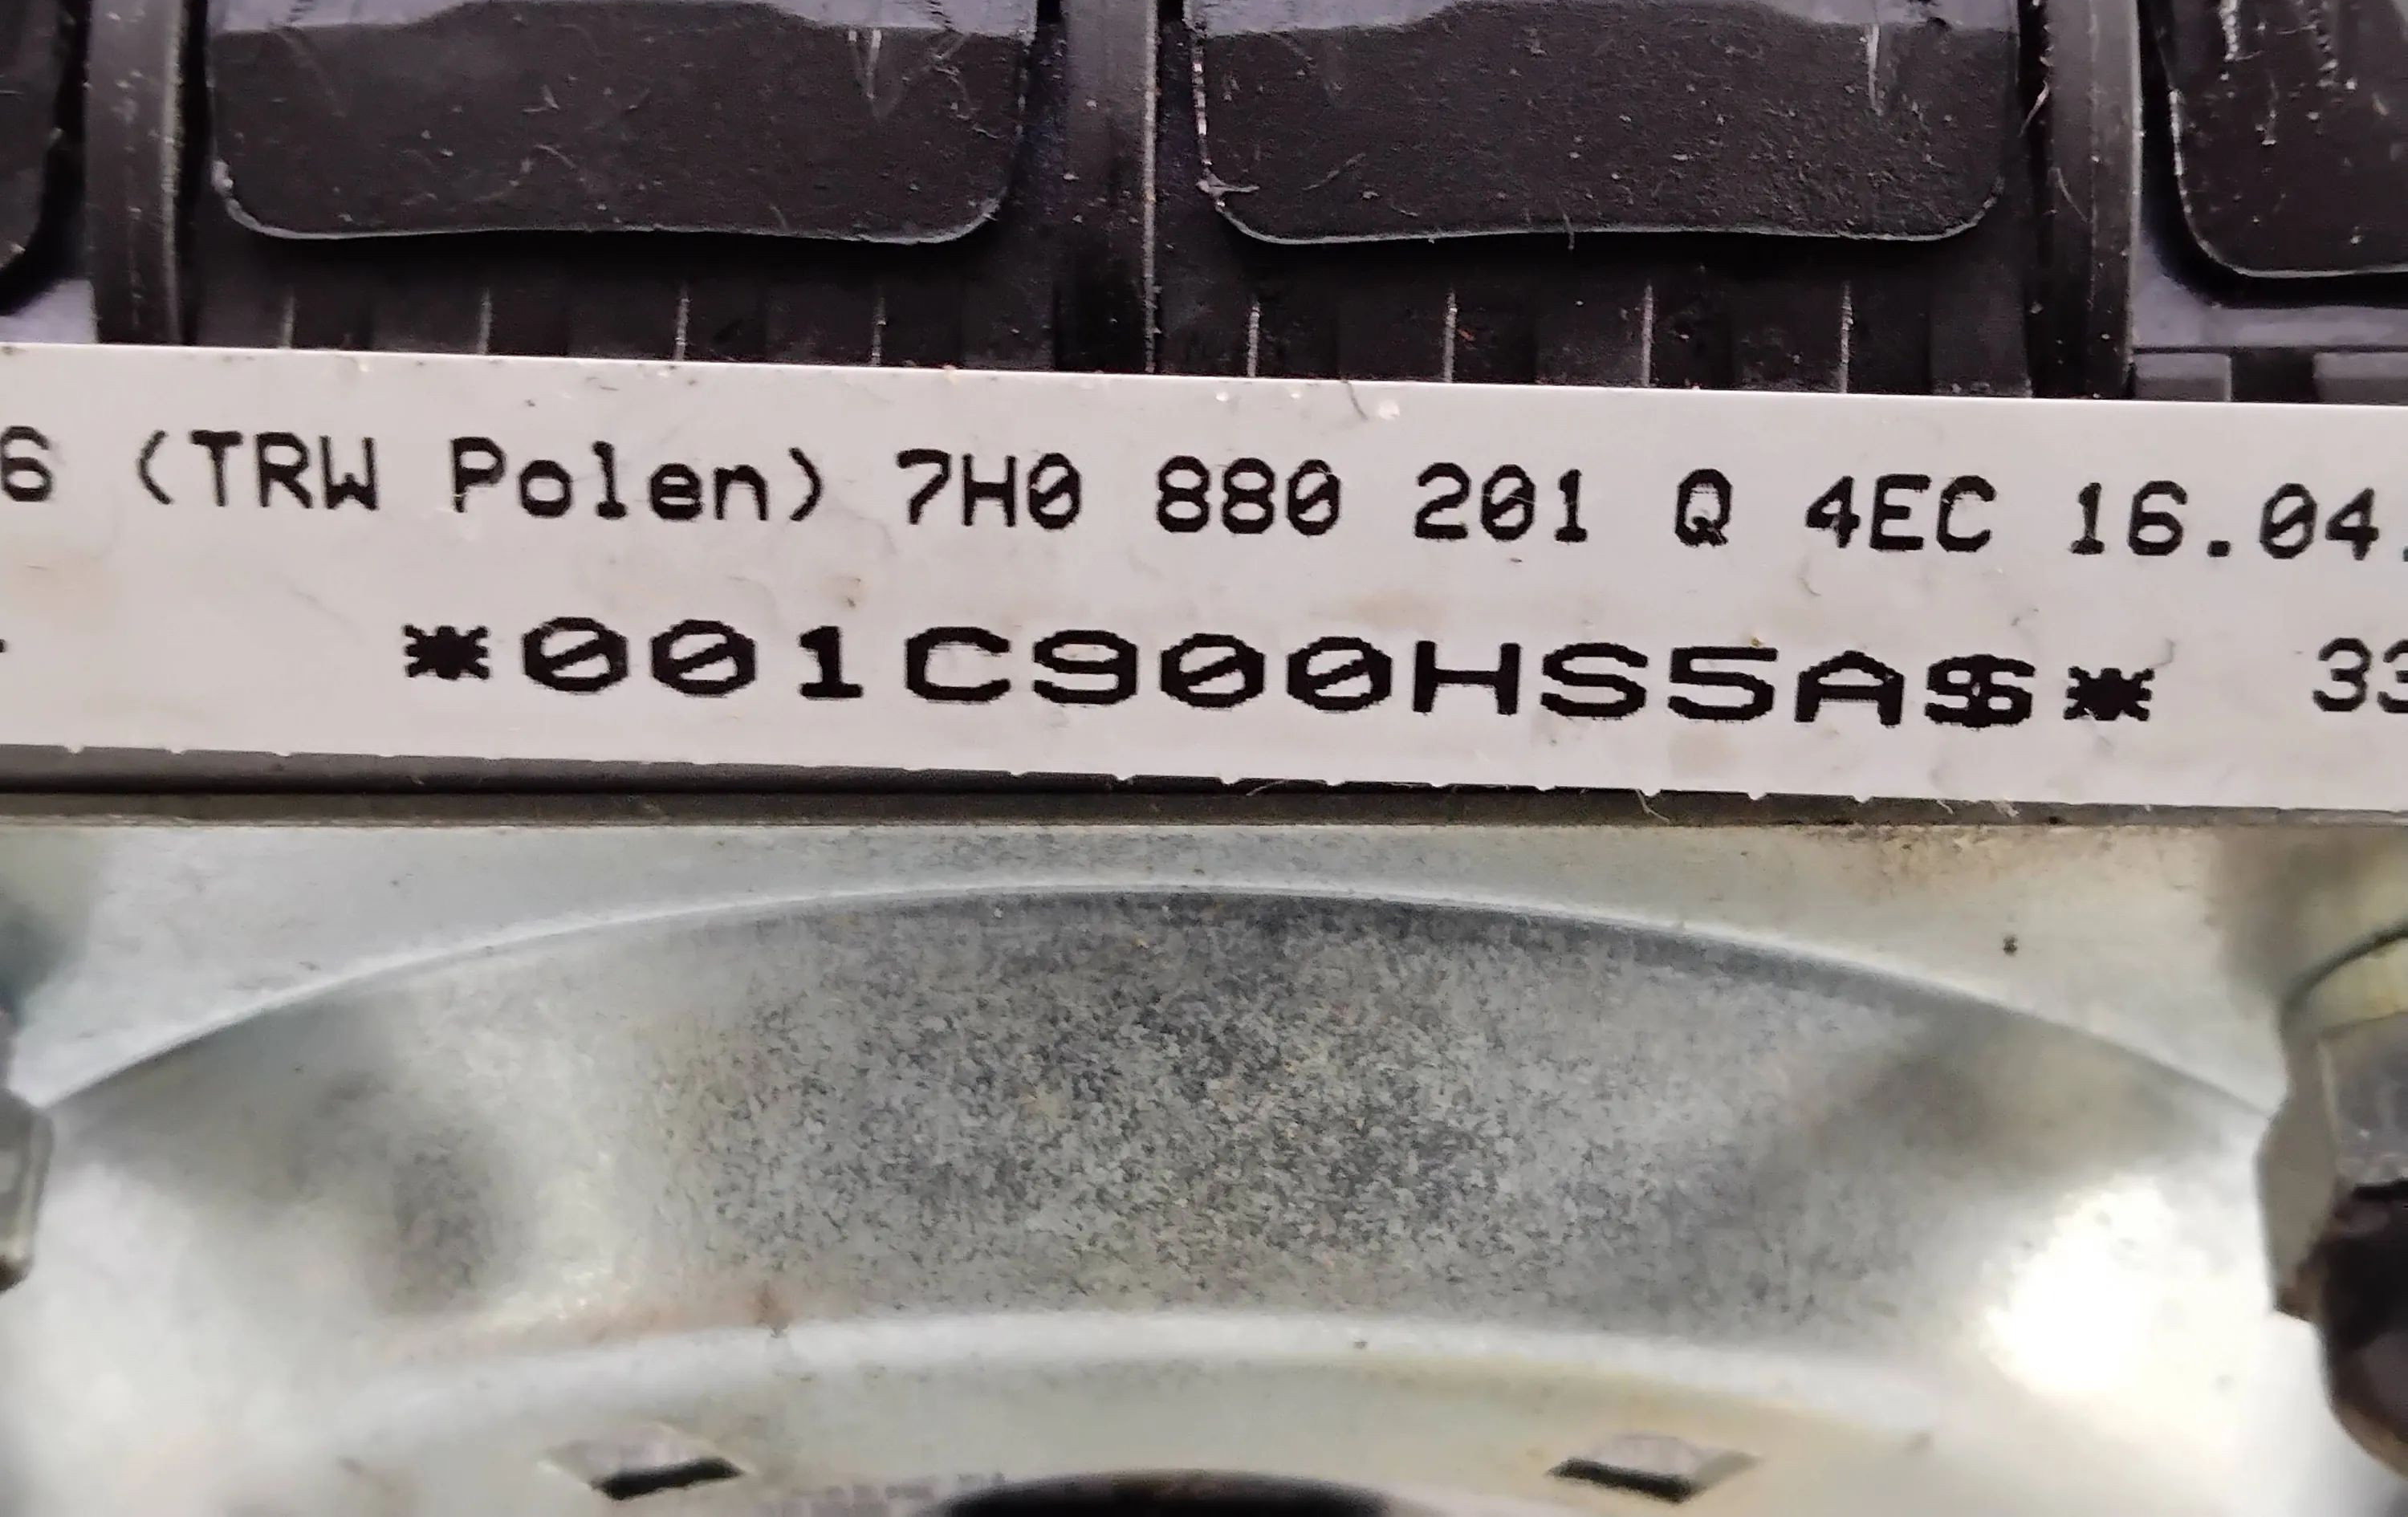 6 (TRW Polen) 7H0 880 201 Q 4EC 16.04.
*001C900HS5A$* 33